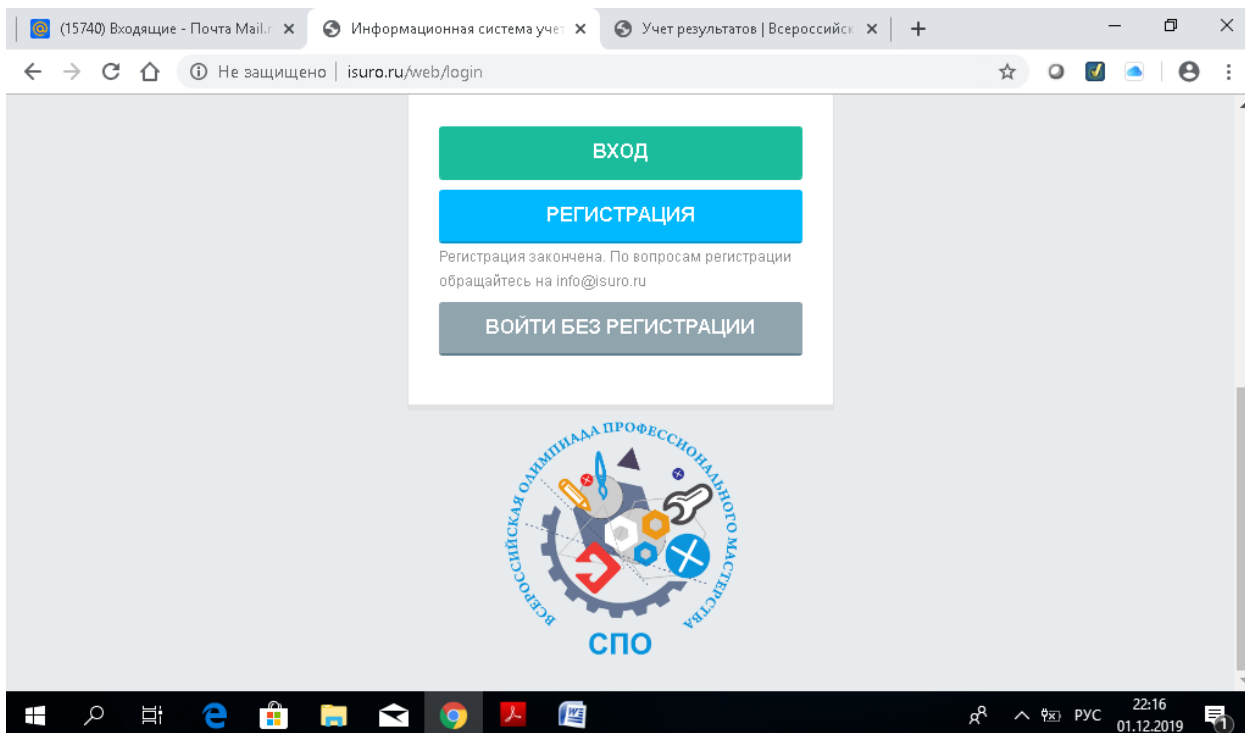 (15740) Входящие - Почта Mail.r
Информационная система учет
Учет результатов | Всероссийск
Не защищено | isuro.ru/web/login
ВХОД
РЕГИСТРАЦИЯ
Регистрация закончена. По вопросам регистрации
обращайтесь на info@isuro.ru
ВОЙТИ БЕЗ РЕГИСТРАЦИИ
ВСЕРОССИЙСКАЯ ОЛИМПИАДА ПРОФЕССИОНАЛЬНОГО МАСТЕРСТВА
СПО
РУС
22:16
01.12.2019
1